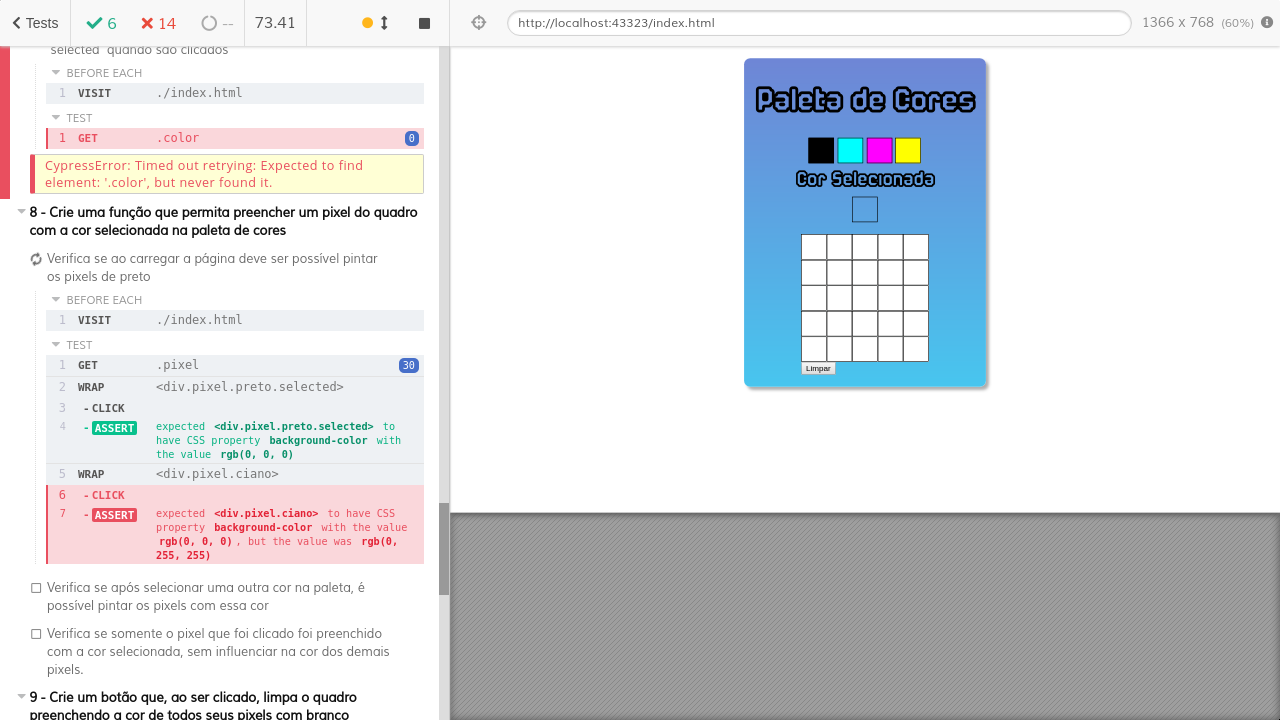 Tests
6
14
--
73.41
http://localhost:43323/index.html
1366 x 768 (60%)
selected' quando são clicados
BEFORE EACH
1 VISIT ./index.html
TEST
1 GET .color 0
CypressError: Timed out retrying: Expected to find
element: '.color', but never found it.
8 - Crie uma função que permita preencher um pixel do quadro
com a cor selecionada na paleta de cores
Verifica se ao carregar a página deve ser possível pintar
os pixels de preto
BEFORE EACH
1 VISIT ./index.html
TEST
1 GET .pixel 30
2 WRAP <div.pixel.preto.selected>
3 - CLICK
4 - ASSERT expected <div.pixel.preto.selected> to
have CSS property background-color with
the value rgb(0, 0, 0)
5 WRAP <div.pixel.ciano>
6 - CLICK
7 - ASSERT expected <div.pixel.ciano> to have CSS
property background-color with the value
rgb(0, 0, 0), but the value was rgb(0,
255, 255)
Verifica se após selecionar uma outra cor na paleta, é
possível pintar os pixels com essa cor
Verifica se somente o pixel que foi clicado foi preenchido
com a cor selecionada, sem influenciar na cor dos demais
pixels.
9 - Crie um botão que, ao ser clicado, limpa o quadro
preenchendo a cor de todos seus pixels com branco
Paleta de Cores
Cor Selecionada
Limpar